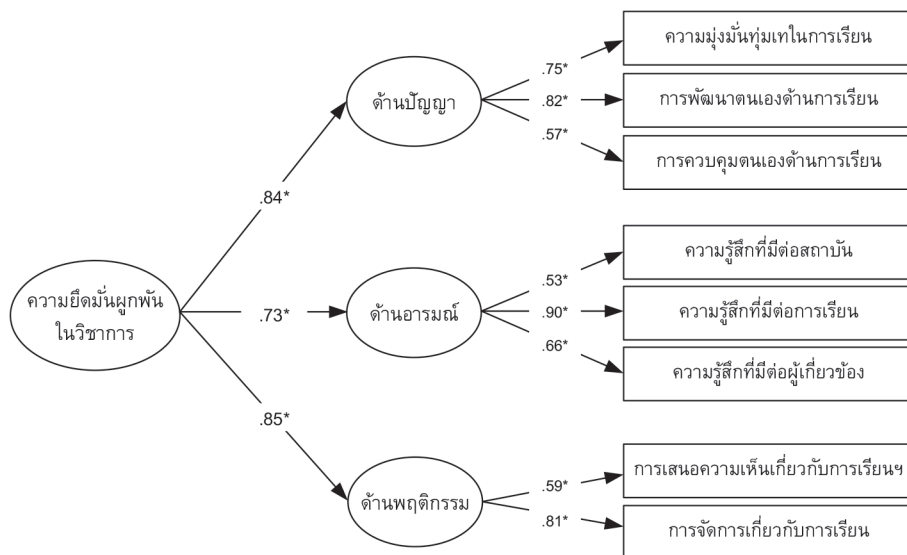 ความมุ่งมั่นทุ่มเทในการเรียน
.75*
ด้านปัญญา
.82*
การพัฒนาตนเองด้านการเรียน
.57*
การควบคุมตนเองด้านการเรียน
.84*
ความรู้สึกที่มีต่อสถาบัน
.53*
ความยึดมั่นผูกพัน
ในวิชาการ
.73*
ด้านอารมณ์
.90*
ความรู้สึกที่มีต่อการเรียน
.66*
ความรู้สึกที่มีต่อผู้เกี่ยวข้อง
.85*
การเสนอความเห็นเกี่ยวกับการเรียนฯ
.59*
ด้านพฤติกรรม
.81*
การจัดการเกี่ยวกับการเรียน